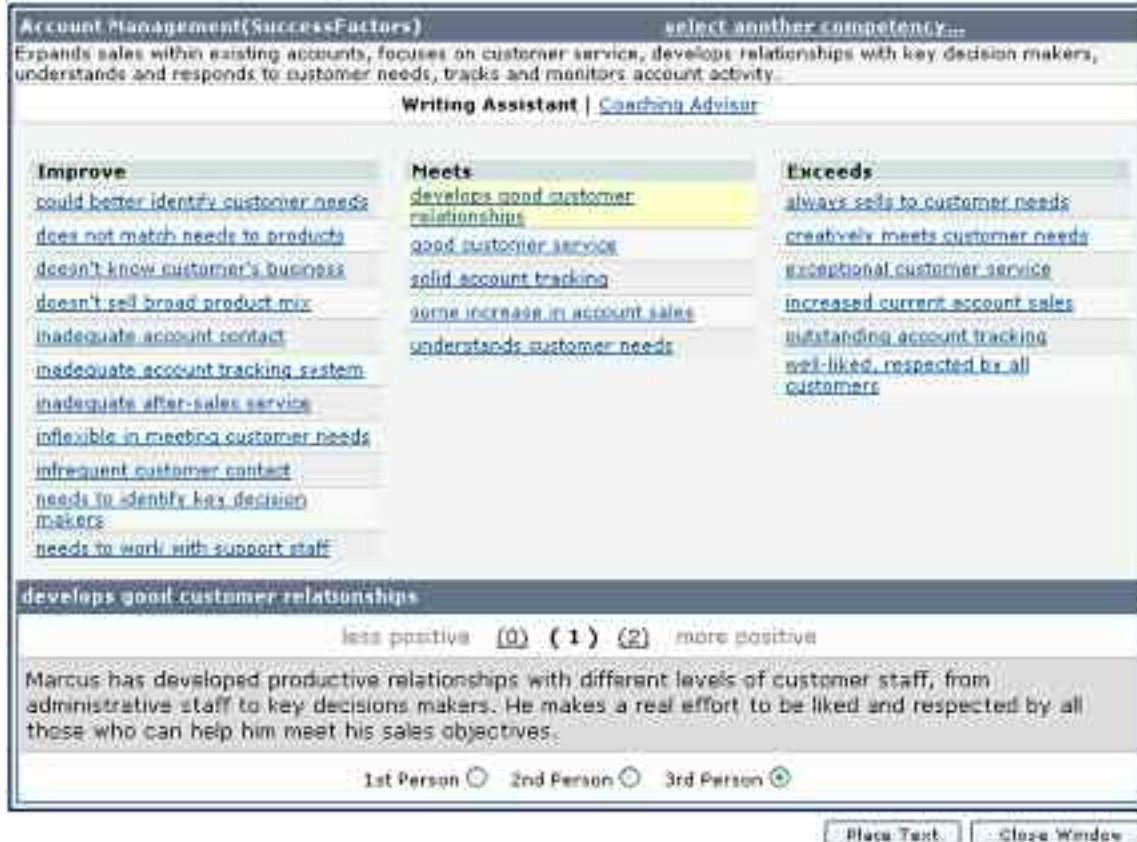 Account Management(SuccessFactors) select another competency...
Expands sales within existing accounts, focuses on customer service, develops relationships with key decision makers,
understands and responds to customer needs, tracks and monitors account activity.
Writing Assistant | Coaching Advisor
Improve
could better identify customer needs
does not match needs to products
doesn't know customer's business
doesn't sell broad product mix
inadequate account contact
inadequate account tracking system
inadequate after-sales service
inflexible in meeting customer needs
infrequent customer contact
needs to identify key decision
makers
needs to work with support staff
Meets
develops good customer
relationships
good customer service
solid account tracking
some increase in account sales
understands customer needs
Exceeds
always sells to customer needs
creatively meets customer needs
exceptional customer service
increased current account sales
outstanding account tracking
well-liked, respected by all
customers
develops good customer relationships
less positive (0) (1) (2) more positive
Marcus has developed productive relationships with different levels of customer staff, from
administrative staff to key decisions makers. He makes a real effort to be liked and respected by all
those who can help him meet his sales objectives.
1st Person 2nd Person 3rd Person
Place Text Close Window